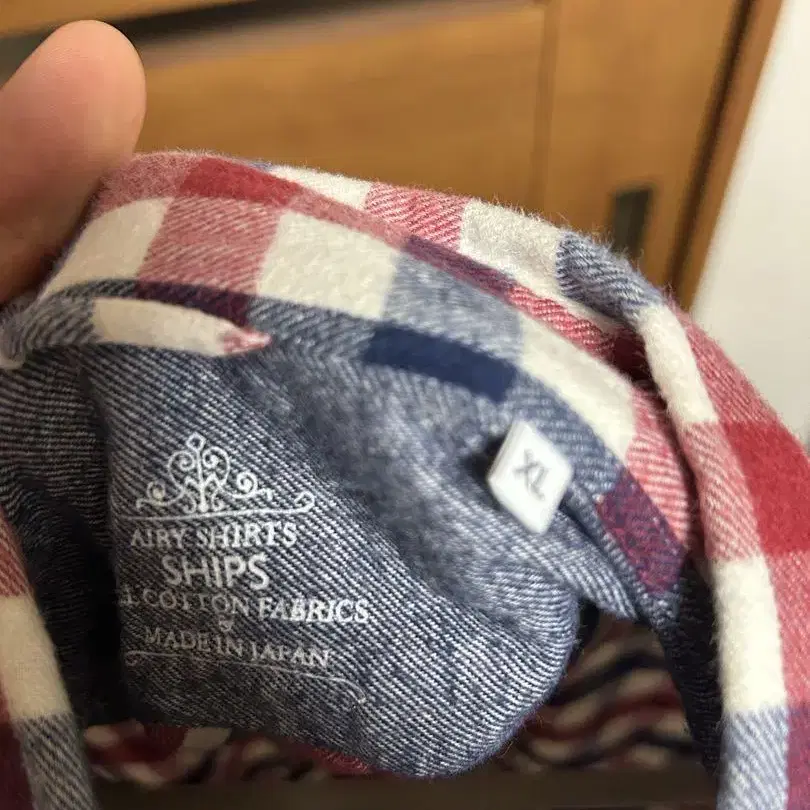 AIRY SHIRTS
SHIPS
COTTON FABRICS
MADE IN JAPAN
XL